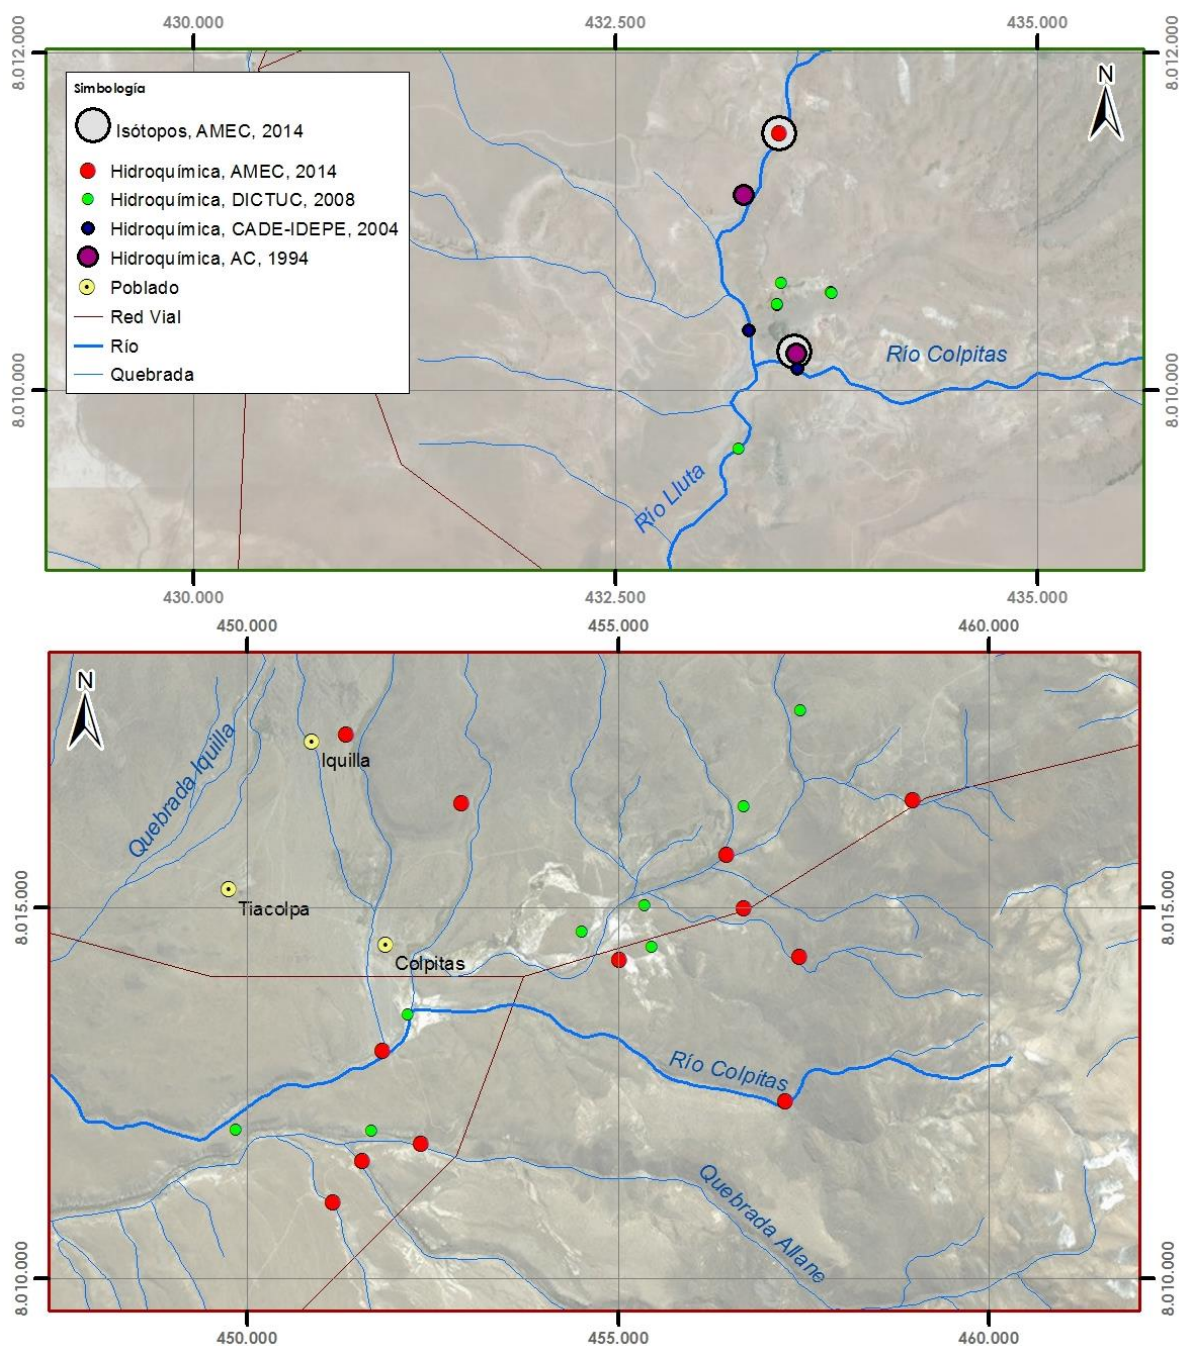 430.000
432.500
435.000
8.012.000
8.012.000
N
Simbología
Isótopos, AMEC, 2014
Hidroquímica, AMEC, 2014
Hidroquímica, DICTUC, 2008
Hidroquímica, CADE-IDEPE, 2004
Hidroquímica, AC, 1994
Poblado
Red Vial
Río
Quebrada
Río Colpitas
8.010.000
8.010.000
Río Lluta
430.000
432.500
435.000
450.000
455.000
460.000
N
Quebrada Iquilla
Iquilla
Tiacolpa
8.015.000
8.015.000
Colpitas
Río Colpitas
Quebrada Allane
8.010.000
8.010.000
450.000
455.000
460.000